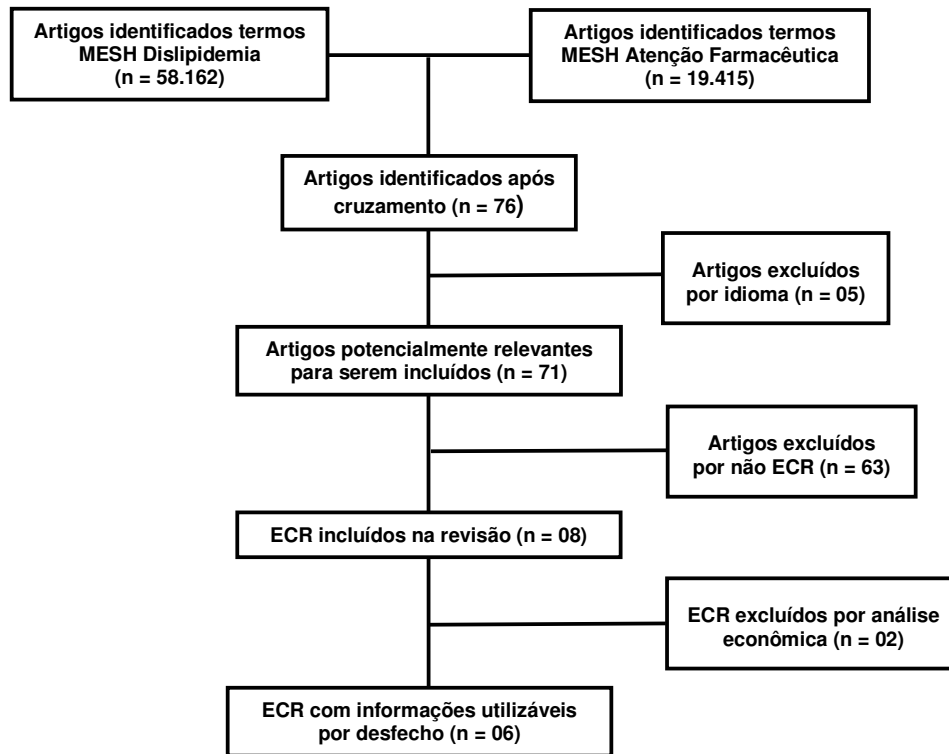 Artigos identificados termos
MESH Dislipidemia
(n = 58.162)
Artigos identificados termos
MESH Atenção Farmacêutica
(n = 19.415)
Artigos identificados após
cruzamento (n = 76)
Artigos excluídos
por idioma (n = 05)
Artigos potencialmente relevantes
para serem incluídos (n = 71)
Artigos excluídos
por não ECR (n = 63)
ECR incluídos na revisão (n = 08)
ECR excluídos por análise
econômica (n = 02)
ECR com informações utilizáveis
por desfecho (n = 06)